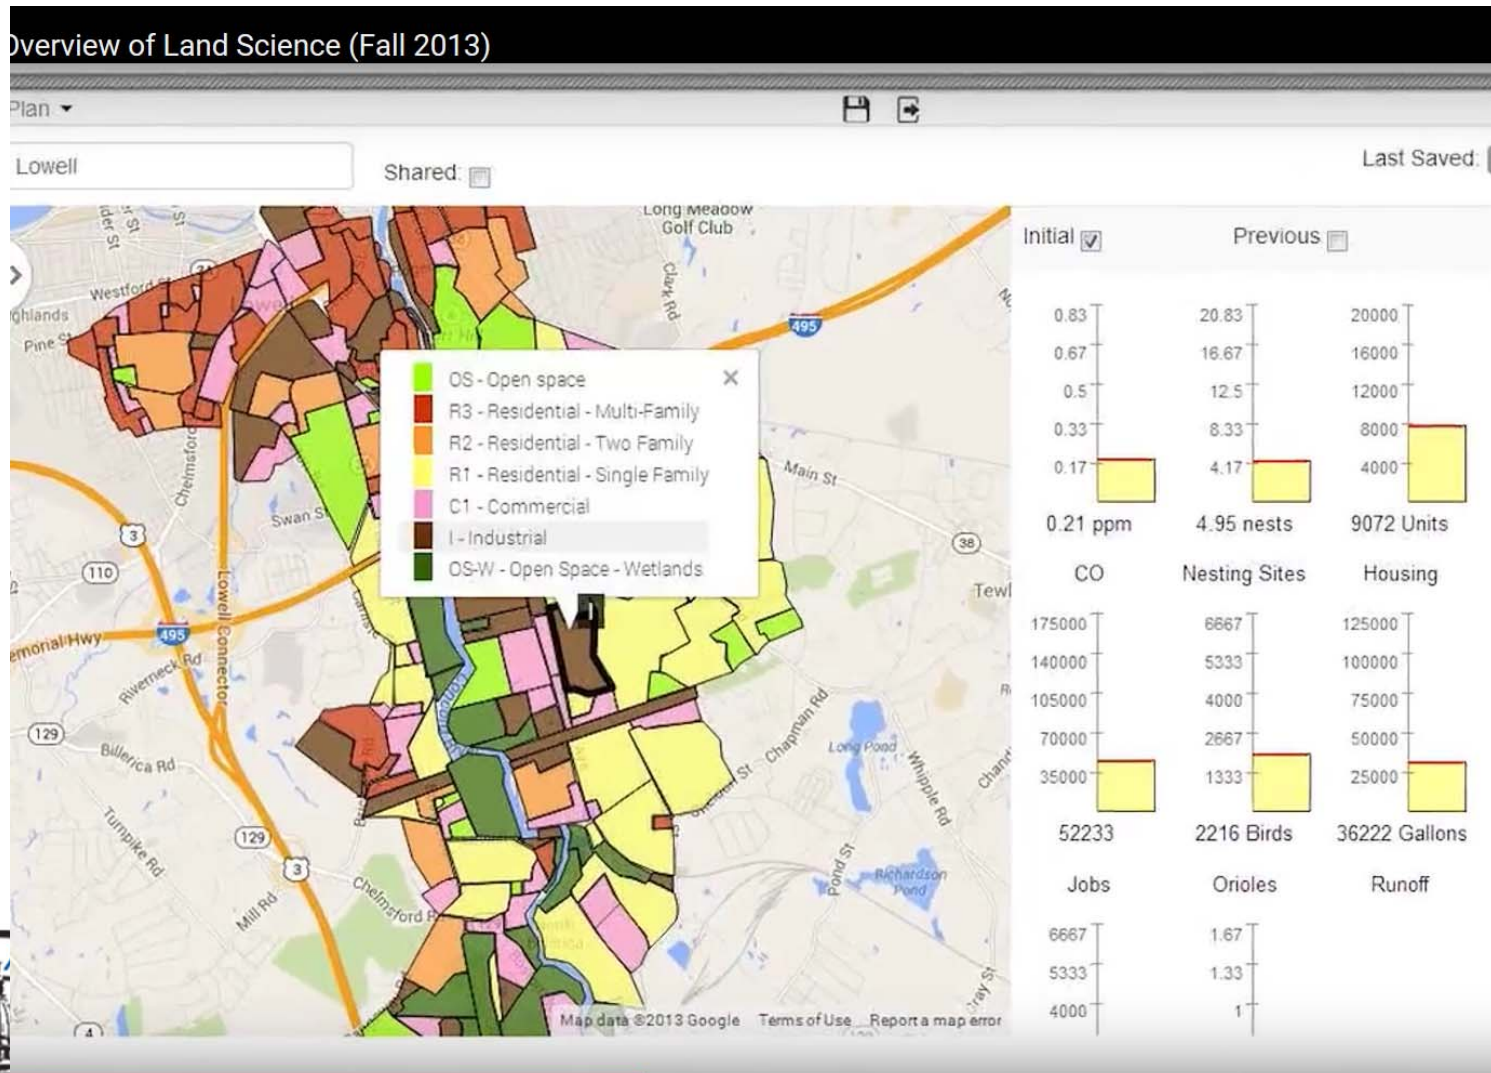 Overview of Land Science (Fall 2013)
Plan
Lowell
Shared:
Last Saved:
Long Meadow
Golf Club
Clark Rd
Westford St
Pine St
495
Initial
Previous
0.83
0.67
0.5
0.33
0.17
0.21 ppm
CO
20.83
16.67
12.5
8.33
4.17
4.95 nests
Nesting Sites
20000
16000
12000
8000
4000
9072 Units
Housing
OS - Open space
R3 - Residential - Multi-Family
R2 - Residential - Two Family
R1 - Residential - Single Family
C1 - Commercial
I - Industrial
OS-W - Open Space - Wetlands
Chelmsford
Swan St
Main St
3
110
38
Lowell Connector
Carlisle
495
Riverneck Rd
129
Billerica Rd
Turnpike Rd
129
3
Mill Rd
Chelmsford R
4
Chapman Rd
Long Pond
Whipple Rd
Pond St
Richardson
Pond
Gray St
175000
140000
105000
70000
35000
52233
Jobs
6667
5333
4000
2667
1333
2216 Birds
Orioles
125000
100000
75000
50000
25000
36222 Gallons
Runoff
6667
5333
4000
1.67
1.33
1
Map data ©2013 Google
Terms of Use
Report a map error